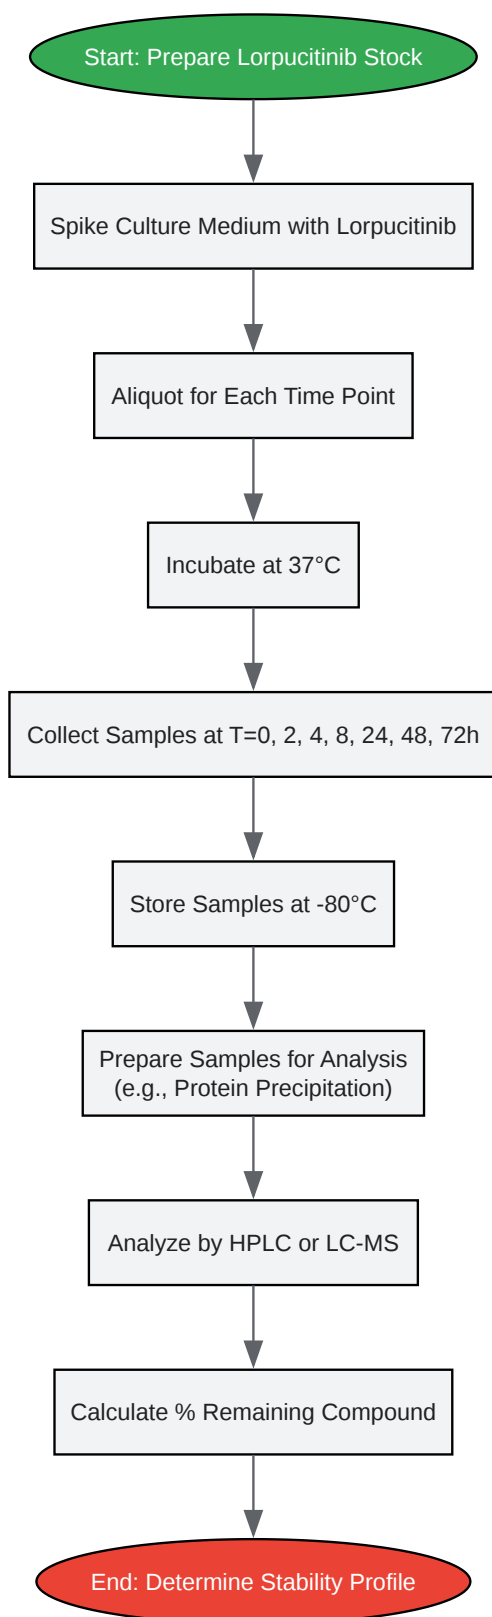 Start: Prepare Lorpucitinib Stock
Spike Culture Medium with Lorpucitinib
Aliquot for Each Time Point
Incubate at 37°C
Collect Samples at T=0, 2, 4, 8, 24, 48, 72h
Store Samples at -80°C
Prepare Samples for Analysis
(e.g., Protein Precipitation)
Analyze by HPLC or LC-MS
Calculate % Remaining Compound
End: Determine Stability Profile